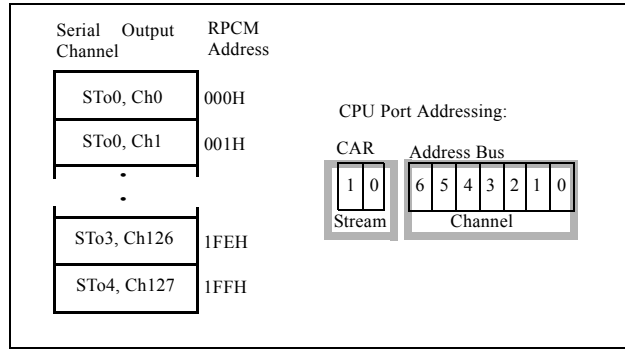 Serial Output RPCM
Channel Address
STo0, Ch0 000H
STo0, Ch1 001H
STo3, Ch126 1FEH
STo4, Ch127 1FFH
CPU Port Addressing:
CAR Address Bus
1 0 6 5 4 3 2 1 0
Stream Channel